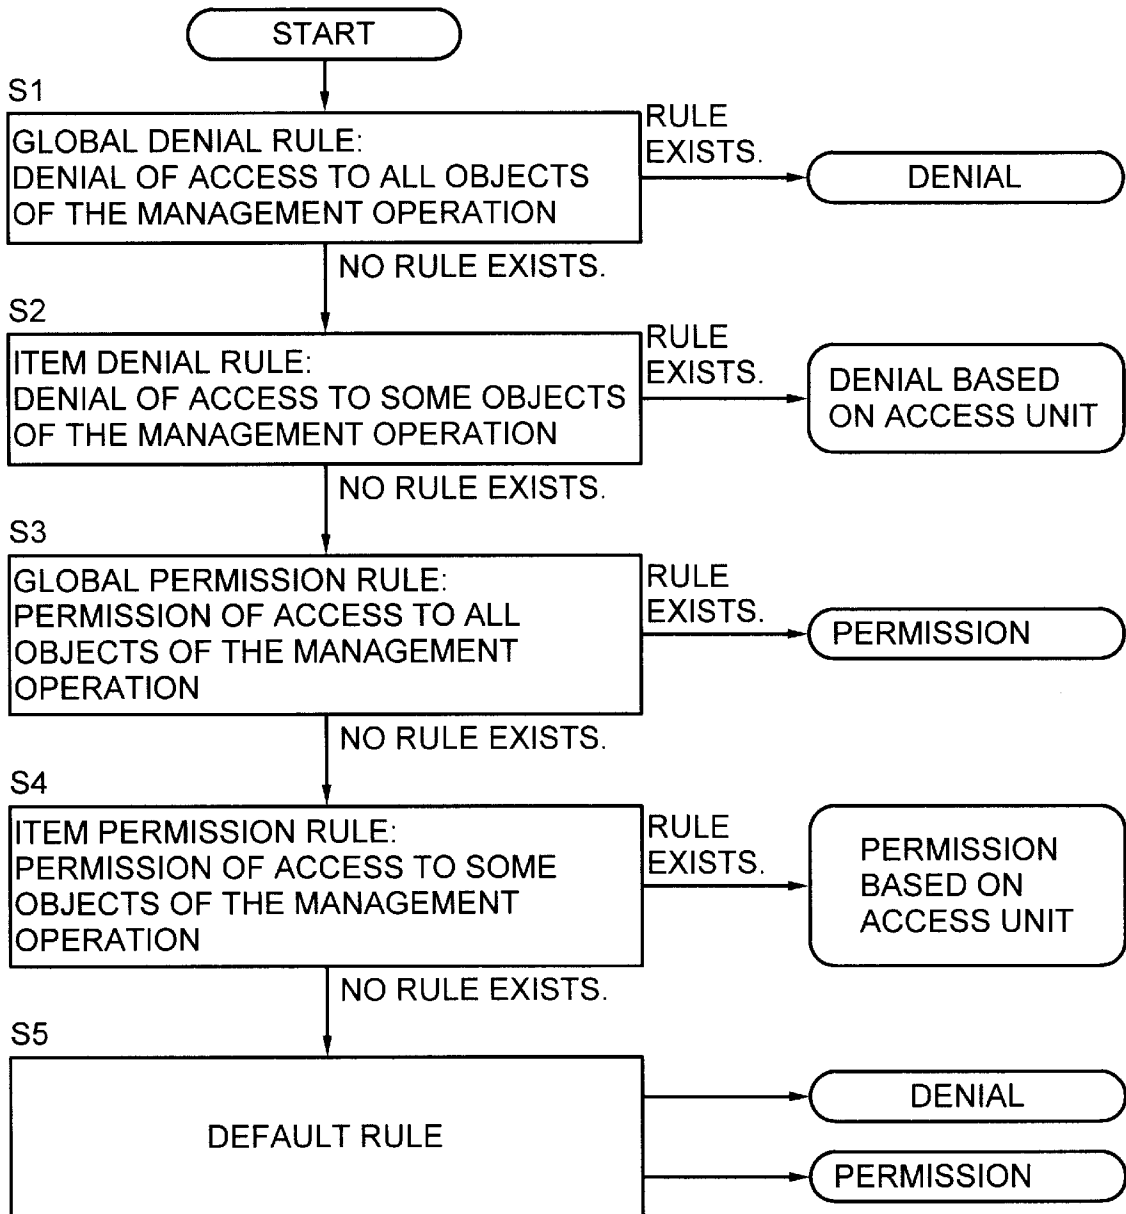 START
S1
GLOBAL DENIAL RULE:
DENIAL OF ACCESS TO ALL OBJECTS
OF THE MANAGEMENT OPERATION
RULE
EXISTS.
DENIAL
NO RULE EXISTS.
S2
ITEM DENIAL RULE:
DENIAL OF ACCESS TO SOME OBJECTS
OF THE MANAGEMENT OPERATION
RULE
EXISTS.
DENIAL BASED
ON ACCESS UNIT
NO RULE EXISTS.
S3
GLOBAL PERMISSION RULE:
PERMISSION OF ACCESS TO ALL
OBJECTS OF THE MANAGEMENT
OPERATION
RULE
EXISTS.
PERMISSION
NO RULE EXISTS.
S4
ITEM PERMISSION RULE:
PERMISSION OF ACCESS TO SOME
OBJECTS OF THE MANAGEMENT
OPERATION
RULE
EXISTS.
PERMISSION
BASED ON
ACCESS UNIT
NO RULE EXISTS.
S5
DEFAULT RULE
DENIAL
PERMISSION